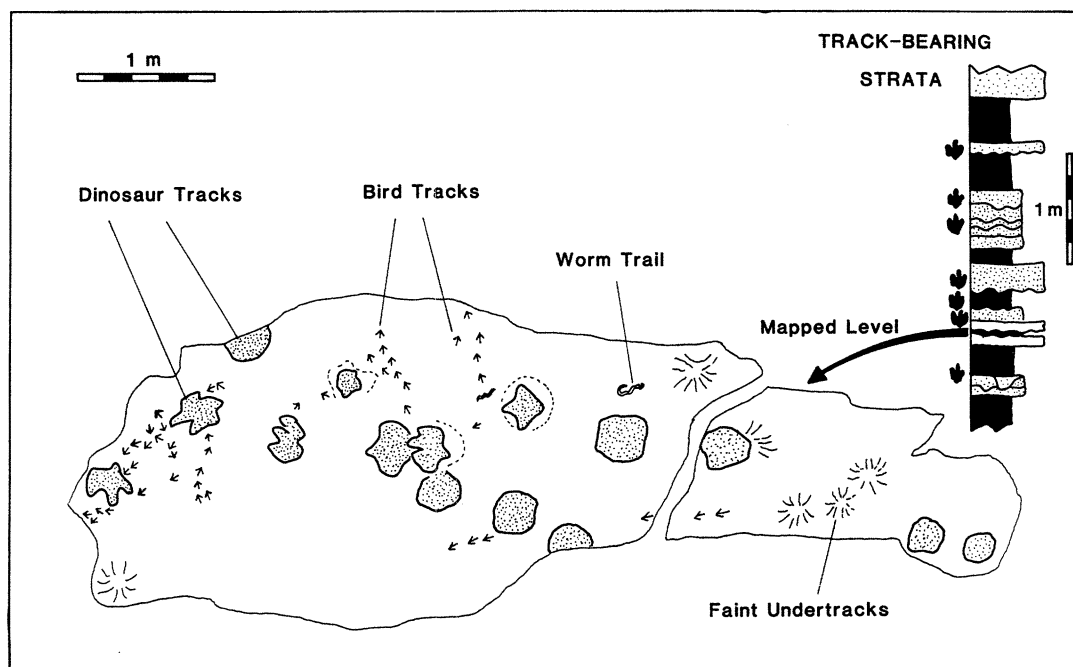 1 m
TRACK-BEARING
STRATA
Dinosaur Tracks
Bird Tracks
1 m
Worm Trail
Mapped Level
Faint Undertracks